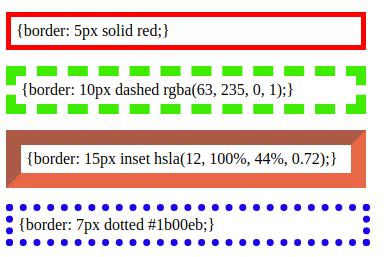 {border: 5px solid red;}
{border: 10px dashed rgba(63, 235, 0, 1);}
{border: 15px inset hsla(12, 100%, 44%, 0.72);}
{border: 7px dotted #1b00eb;}